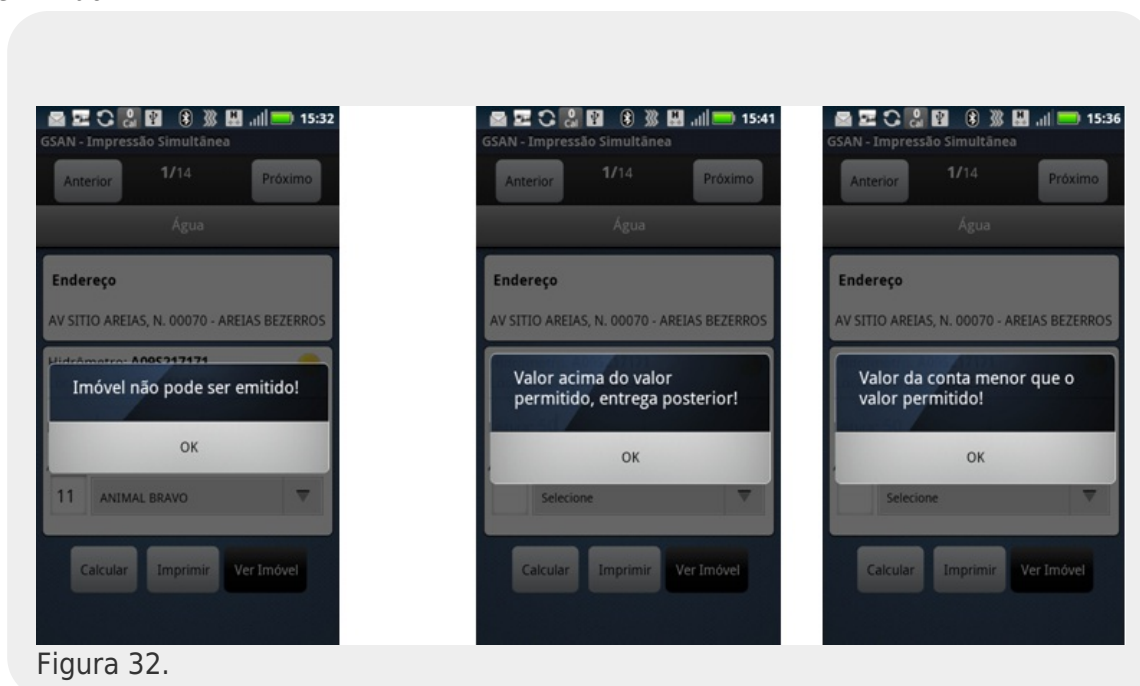 15:32
GSAN - Impressão Simultânea
Anterior 1/14 Próximo
Água
Endereço
AV SITIO AREIAS, N. 00070 - AREIAS BEZERROS
Hidrômetro: A09S217171
Imóvel não pode ser emitido!
OK
11 ANIMAL BRAVO
Calcular Imprimir Ver Imóvel
15:41
GSAN - Impressão Simultânea
Anterior 1/14 Próximo
Água
Endereço
AV SITIO AREIAS, N. 00070 - AREIAS BEZERROS
Valor acima do valor
permitido, entrega posterior!
OK
Selecione
Calcular Imprimir Ver Imóvel
15:36
GSAN - Impressão Simultânea
Anterior 1/14 Próximo
Água
Endereço
AV SITIO AREIAS, N. 00070 - AREIAS BEZERROS
Valor da conta menor que o
valor permitido!
OK
Selecione
Calcular Imprimir Ver Imóvel
Figura 32.